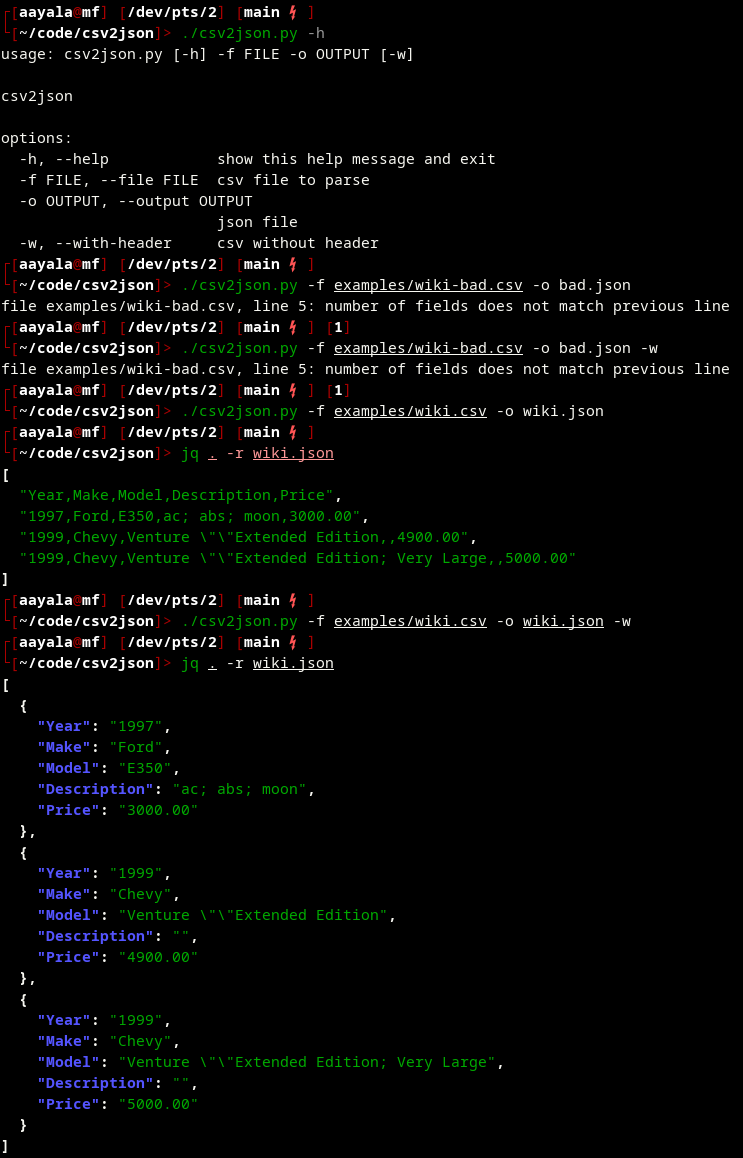 [aayala@mf] [/dev/pts/2] [main ⚡ ]
[~/code/csv2json]> ./csv2json.py -h
usage: csv2json.py [-h] -f FILE -o OUTPUT [-w]
csv2json
options:
-h, --help show this help message and exit
-f FILE, --file FILE csv file to parse
-o OUTPUT, --output OUTPUT
json file
-w, --with-header csv without header
[aayala@mf] [/dev/pts/2] [main ⚡ ]
[~/code/csv2json]> ./csv2json.py -f examples/wiki-bad.csv -o bad.json
file examples/wiki-bad.csv, line 5: number of fields does not match previous line
[aayala@mf] [/dev/pts/2] [main ⚡ ] [1]
[~/code/csv2json]> ./csv2json.py -f examples/wiki-bad.csv -o bad.json -w
file examples/wiki-bad.csv, line 5: number of fields does not match previous line
[aayala@mf] [/dev/pts/2] [main ⚡ ] [1]
[~/code/csv2json]> ./csv2json.py -f examples/wiki.csv -o wiki.json
[aayala@mf] [/dev/pts/2] [main ⚡ ]
[~/code/csv2json]> jq . -r wiki.json
[
"Year,Make,Model,Description,Price",
"1997,Ford,E350,ac; abs; moon,3000.00",
"1999,Chevy,Venture \"\"Extended Edition,,4900.00",
"1999,Chevy,Venture \"\"Extended Edition; Very Large,,5000.00"
]
[aayala@mf] [/dev/pts/2] [main ⚡ ]
[~/code/csv2json]> ./csv2json.py -f examples/wiki.csv -o wiki.json -w
[aayala@mf] [/dev/pts/2] [main ⚡ ]
[~/code/csv2json]> jq . -r wiki.json
[
{
"Year": "1997",
"Make": "Ford",
"Model": "E350",
"Description": "ac; abs; moon",
"Price": "3000.00"
},
{
"Year": "1999",
"Make": "Chevy",
"Model": "Venture \"\"Extended Edition",
"Description": "",
"Price": "4900.00"
},
{
"Year": "1999",
"Make": "Chevy",
"Model": "Venture \"\"Extended Edition; Very Large",
"Description": "",
"Price": "5000.00"
}
]